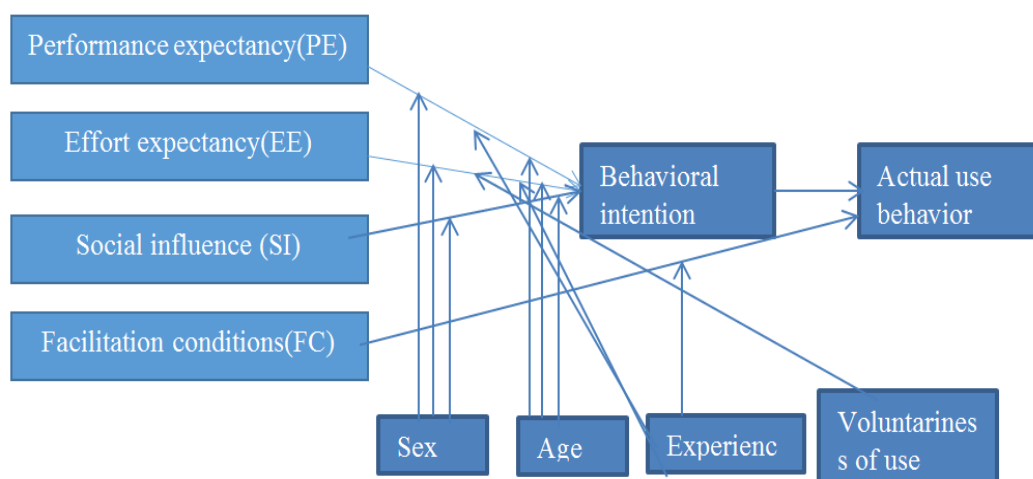 Performance expectancy(PE)
Effort expectancy(EE)
Social influence (SI)
Facilitation conditions(FC)
Behavioral
intention
Actual use
behavior
Sex
Age
Experienc
Voluntarines
s of use